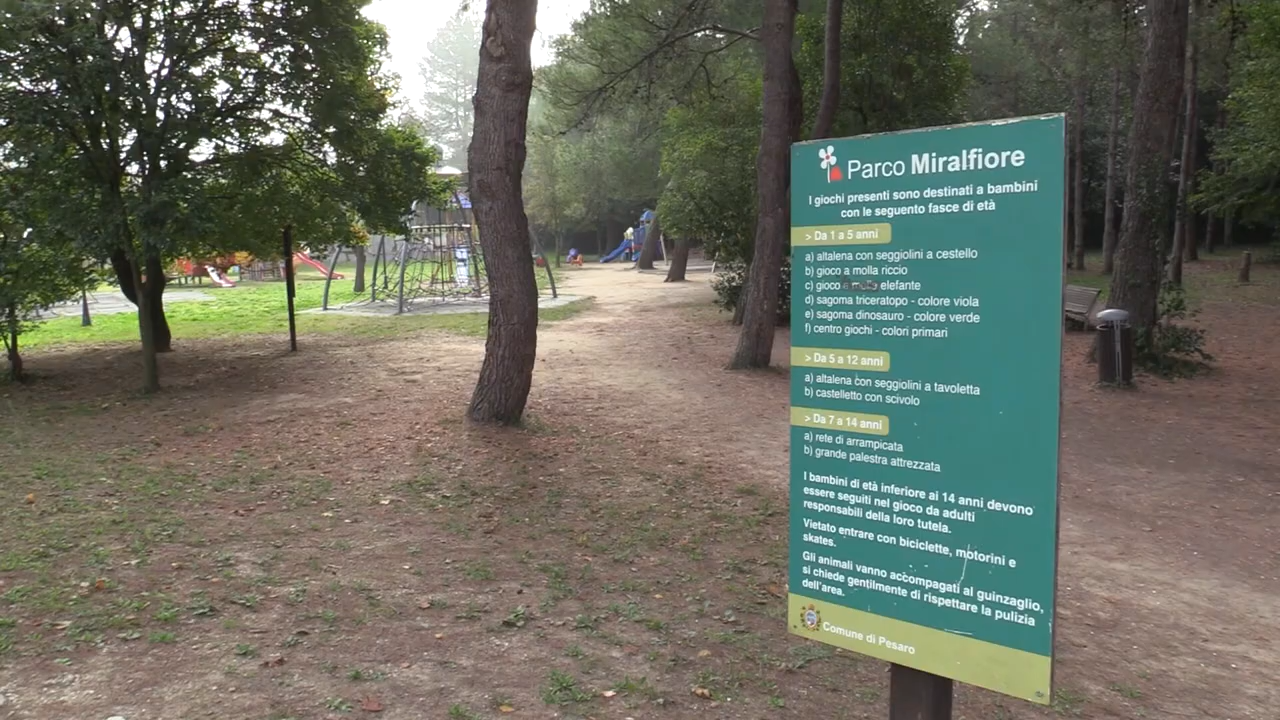 Parco Miralfiore
I giochi presenti sono destinati a bambini
con le seguento fasce di età
> Da 1 a 5 anni
a) altalena con seggiolini a cestello
b) gioco a molla riccio
c) gioco a molla elefante
d) sagoma triceratopo - colore viola
e) sagoma dinosauro - colore verde
f) centro giochi - colori primari
> Da 5 a 12 anni
a) altalena con seggiolini a tavoletta
b) castelletto con scivolo
> Da 7 a 14 anni
a) rete di arrampicata
b) grande palestra attrezzata
I bambini di età inferiore ai 14 anni devono
essere seguiti nel gioco da adulti
responsabili della loro tutela.
Vietato entrare con biciclette, motorini e
skates.
Gli animali vanno accompagati al guinzaglio,
si chiede gentilmente di rispettare la pulizia
dell'area.
Comune di Pesaro